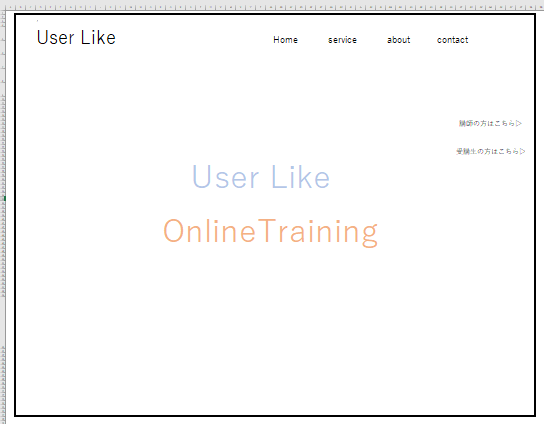 User Like
Home service about contact
講師の方はこちら▷
受講生の方はこちら▷
User Like
OnlineTraining